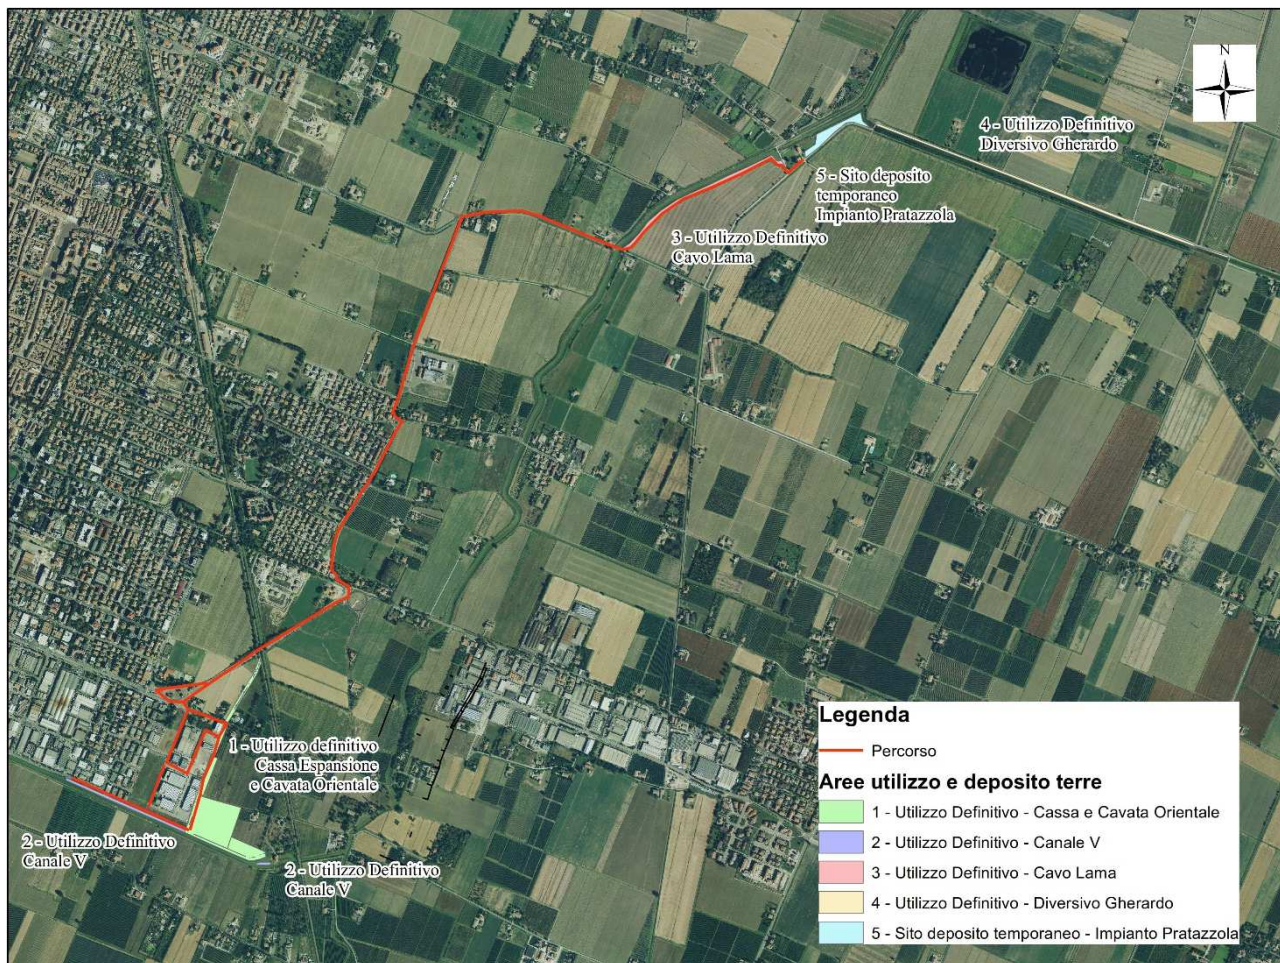 N
4 - Utilizzo Definitivo
Diversivo Gherardo
5 - Sito deposito
temporaneo
Impianto Pratazzola
3 - Utilizzo Definitivo
Cavo Lama
1 - Utilizzo definitivo
Cassa Espansione
e Cavata Orientale
2 - Utilizzo Definitivo
Canale V
2 - Utilizzo Definitivo
Canale V
Legenda
Percorso
Aree utilizzo e deposito terre
1 - Utilizzo Definitivo - Cassa e Cavata Orientale
2 - Utilizzo Definitivo - Canale V
3 - Utilizzo Definitivo - Cavo Lama
4 - Utilizzo Definitivo - Diversivo Gherardo
5 - Sito deposito temporaneo - Impianto Pratazzola